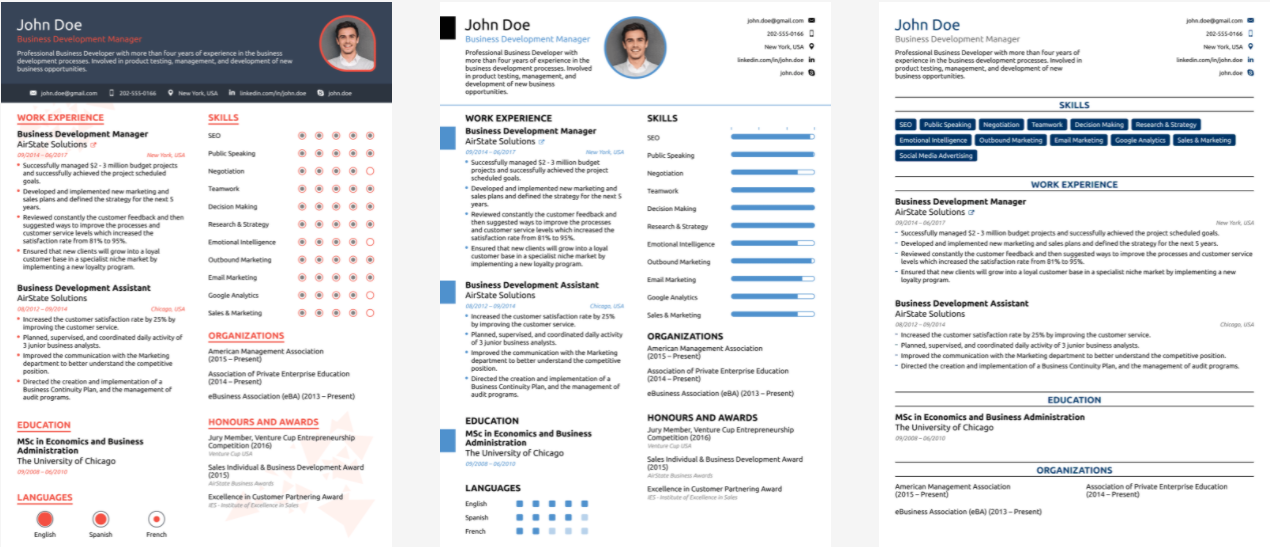 John Doe
Business Development Manager
Professional Business Developer with more than four years of experience in the business
development processes. Involved in product testing, management, and development of new
business opportunities.
john.doe@gmail.com 202-555-0166 New York, USA linkedin.com/in/john.doe john.doe
WORK EXPERIENCE
Business Development Manager
AirState Solutions
09/2014 – 06/2017 New York, USA
Successfully managed $2 - 3 million budget projects
and successfully achieved the project scheduled
goals.
Developed and implemented new marketing and
sales plans and defined the strategy for the next 5
years.
Reviewed constantly the customer feedback and then
suggested ways to improve the processes and
customer service levels which increased the
satisfaction rate from 81% to 95%.
Ensured that new clients will grow into a loyal
customer base in a specialist niche market by
implementing a new loyalty program.
Business Development Assistant
AirState Solutions
08/2012 – 09/2014 Chicago, USA
Increased the customer satisfaction rate by 25% by
improving the customer service.
Planned, supervised, and coordinated daily activity of
3 junior business analysts.
Improved the communication with the Marketing
department to better understand the competitive
position.
Directed the creation and implementation of a
Business Continuity Plan, and the management of
audit programs.
EDUCATION
MSc in Economics and Business
Administration
The University of Chicago
09/2008 – 06/2010
LANGUAGES
English Spanish French
SKILLS
SEO
Public Speaking
Negotiation
Teamwork
Decision Making
Research & Strategy
Emotional Intelligence
Outbound Marketing
Email Marketing
Google Analytics
Sales & Marketing
ORGANIZATIONS
American Management Association
(2015 – Present)
Association of Private Enterprise Education
(2014 – Present)
eBusiness Association (eBA) (2013 – Present)
HONOURS AND AWARDS
Jury Member, Venture Cup Entrepreneurship
Competition (2016)
Venture Cup USA
Sales Individual & Business Development Award
(2015)
AirState Business Awards
Excellence in Customer Partnering Award
IES - Institute of Excellence in Sales
John Doe
Business Development Manager
Professional Business Developer with
more than four years of experience in the
business development processes. Involved
in product testing, management, and
development of new business
opportunities.
john.doe@gmail.com
202-555-0166
New York, USA
linkedin.com/in/john.doe
john.doe
WORK EXPERIENCE
Business Development Manager
AirState Solutions
09/2014 – 06/2017 New York, USA
Successfully managed $2 - 3 million budget
projects and successfully achieved the project
scheduled goals.
Developed and implemented new marketing and
sales plans and defined the strategy for the next
5 years.
Reviewed constantly the customer feedback and
then suggested ways to improve the processes
and customer service levels which increased the
satisfaction rate from 81% to 95%.
Ensured that new clients will grow into a loyal
customer base in a specialist niche market by
implementing a new loyalty program.
Business Development Assistant
AirState Solutions
08/2012 – 09/2014 Chicago, USA
Increased the customer satisfaction rate by 25%
by improving the customer service.
Planned, supervised, and coordinated daily activity
of 3 junior business analysts.
Improved the communication with the Marketing
department to better understand the competitive
position.
Directed the creation and implementation of a
Business Continuity Plan, and the management of
audit programs.
EDUCATION
MSc in Economics and Business
Administration
The University of Chicago
09/2008 – 06/2010
LANGUAGES
English
Spanish
French
SKILLS
SEO
Public Speaking
Negotiation
Teamwork
Decision Making
Research & Strategy
Emotional Intelligence
Outbound Marketing
Email Marketing
Google Analytics
Sales & Marketing
ORGANIZATIONS
American Management Association
(2015 – Present)
Association of Private Enterprise Education
(2014 – Present)
eBusiness Association (eBA) (2013 – Present)
HONOURS AND AWARDS
Jury Member, Venture Cup Entrepreneurship
Competition (2016)
Venture Cup USA
Sales Individual & Business Development Award
(2015)
AirState Business Awards
Excellence in Customer Partnering Award
IES - Institute of Excellence in Sales
John Doe
Business Development Manager
Professional Business Developer with more than four years of
experience in the business development processes. Involved in
product testing, management, and development of new
business opportunities.
john.doe@gmail.com
202-555-0166
New York, USA
linkedin.com/in/john.doe
john.doe
SKILLS
SEO Public Speaking Negotiation Teamwork Decision Making Research & Strategy
Emotional Intelligence Outbound Marketing Email Marketing Google Analytics Sales & Marketing
Social Media Advertising
WORK EXPERIENCE
Business Development Manager
AirState Solutions
09/2014 – 06/2017 New York, USA
Successfully managed $2 - 3 million budget projects and successfully achieved the project scheduled goals.
Developed and implemented new marketing and sales plans and defined the strategy for the next 5 years.
Reviewed constantly the customer feedback and then suggested ways to improve the processes and customer service
levels which increased the satisfaction rate from 81% to 95%.
Ensured that new clients will grow into a loyal customer base in a specialist niche market by implementing a new
loyalty program.
Business Development Assistant
AirState Solutions
08/2012 – 09/2014 Chicago, USA
Increased the customer satisfaction rate by 25% by improving the customer service.
Planned, supervised, and coordinated daily activity of 3 junior business analysts.
Improved the communication with the Marketing department to better understand the competitive position.
Directed the creation and implementation of a Business Continuity Plan, and the management of audit programs.
EDUCATION
MSc in Economics and Business Administration
The University of Chicago
09/2008 – 06/2010
ORGANIZATIONS
American Management Association
(2015 – Present)
Association of Private Enterprise Education
(2014 – Present)
eBusiness Association (eBA) (2013 – Present)